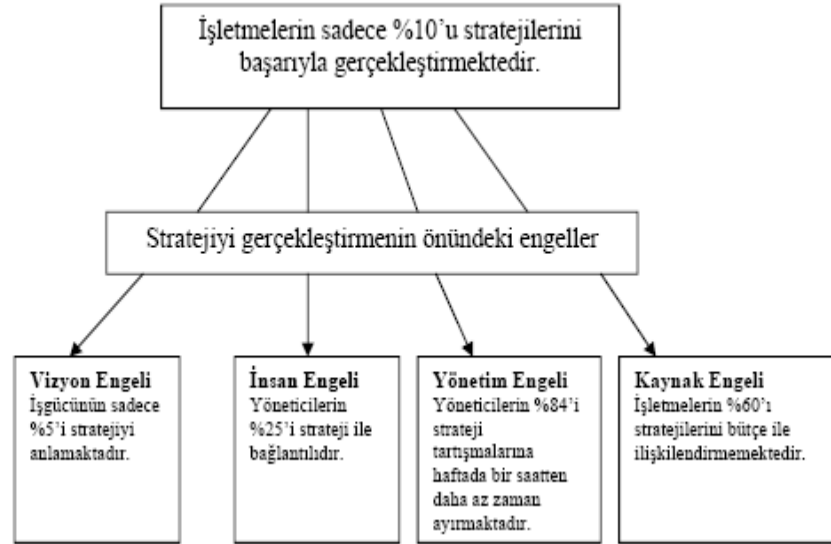 İşletmelerin sadece %10'u stratejilerini
başarıyla gerçekleştirmektedir.
Stratejiyi gerçekleştirmenin önündeki engeller
Vizyon Engeli
İşgücünün sadece
%5'i stratejiyi
anlamaktadır.
İnsan Engeli
Yöneticilerin
%25'i strateji ile
bağlantılıdır.
Yönetim Engeli
Yöneticilerin %84'i
strateji
tartışmalarına
haftada bir saatten
daha az zaman
ayırmaktadır.
Kaynak Engeli
İşletmelerin %60'ı
stratejilerini bütçe ile
ilişkilendirmemektedir.